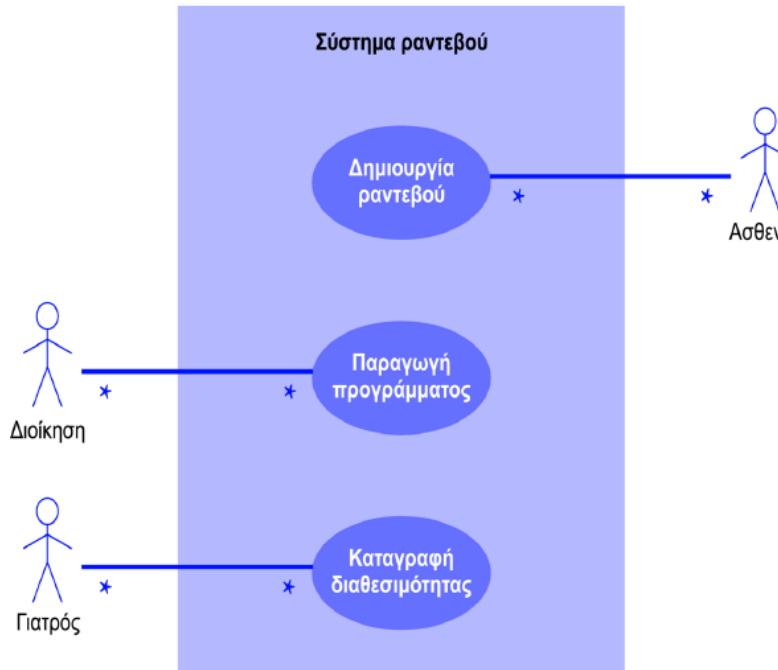 Σύστημα ραντεβού
Δημιουργία
ραντεβού
*
*
Παραγωγή
προγράμματος
*
*
Διοίκηση
Καταγραφή
διαθεσιμότητας
*
*
Γιατρός